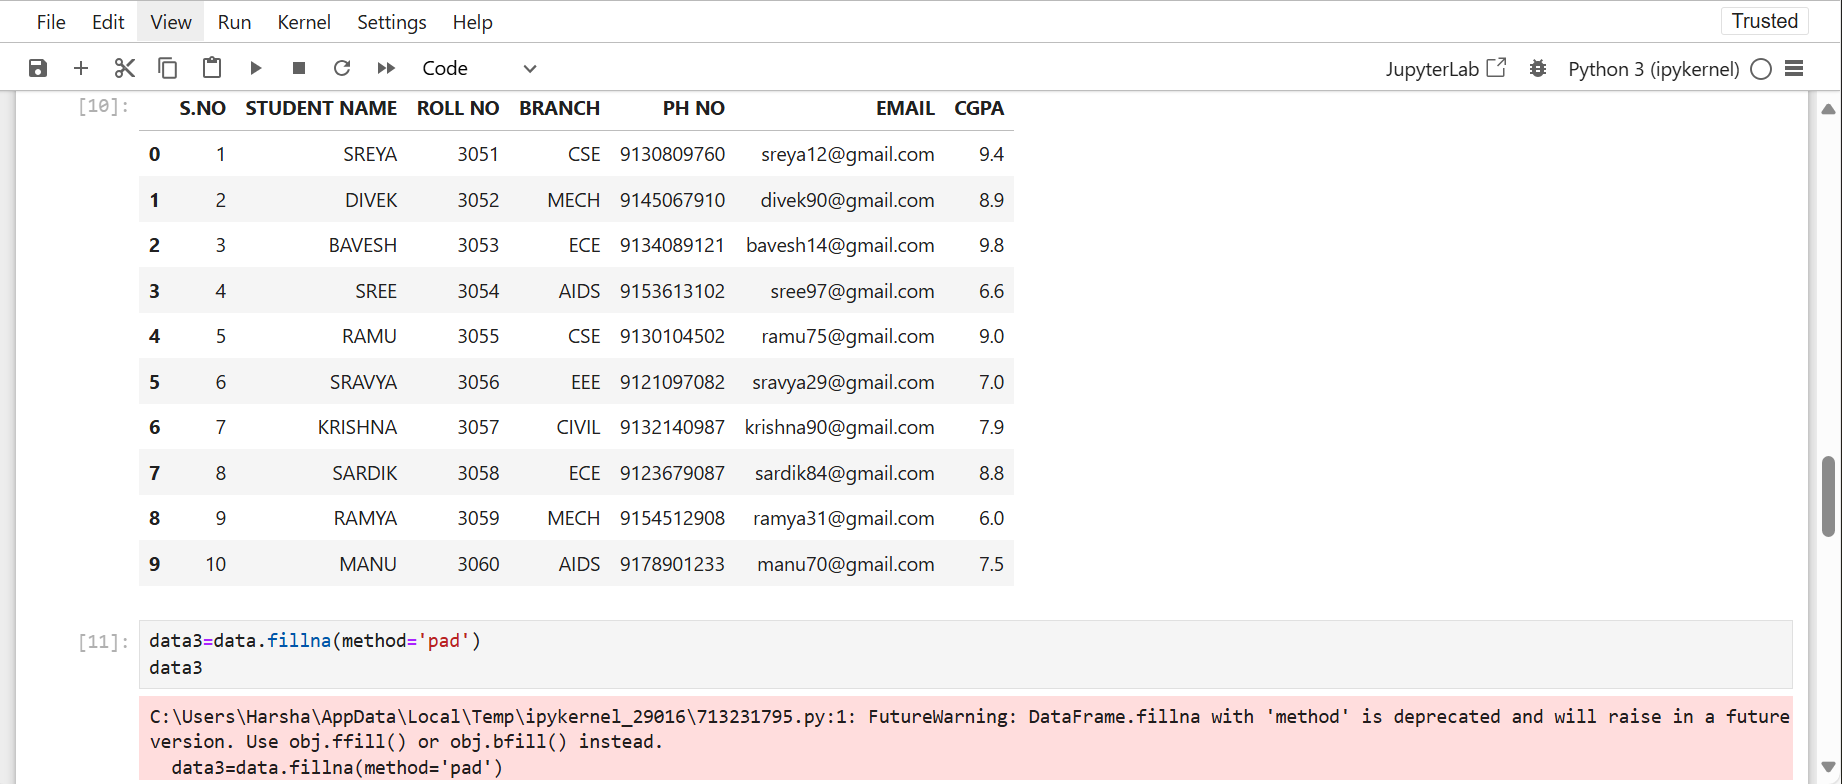 File Edit View Run Kernel Settings Help Trusted
Code JupyterLab Python 3 (ipykernel)
[10]: S.NO STUDENT NAME ROLL NO BRANCH PH NO EMAIL CGPA
0 1 SREYA 3051 CSE 9130809760 sreya12@gmail.com 9.4
1 2 DIVEK 3052 MECH 9145067910 divek90@gmail.com 8.9
2 3 BAVESH 3053 ECE 9134089121 bavesh14@gmail.com 9.8
3 4 SREE 3054 AIDS 9153613102 sree97@gmail.com 6.6
4 5 RAMU 3055 CSE 9130104502 ramu75@gmail.com 9.0
5 6 SRAVYA 3056 EEE 9121097082 sravya29@gmail.com 7.0
6 7 KRISHNA 3057 CIVIL 9132140987 krishna90@gmail.com 7.9
7 8 SARDIK 3058 ECE 9123679087 sardik84@gmail.com 8.8
8 9 RAMYA 3059 MECH 9154512908 ramya31@gmail.com 6.0
9 10 MANU 3060 AIDS 9178901233 manu70@gmail.com 7.5
[11]: data3=data.fillna(method='pad')
data3
C:\Users\Harsha\AppData\Local\Temp\ipykernel_29016\713231795.py:1: FutureWarning: DataFrame.fillna with 'method' is deprecated and will raise in a future
version. Use obj.ffill() or obj.bfill() instead.
data3=data.fillna(method='pad')